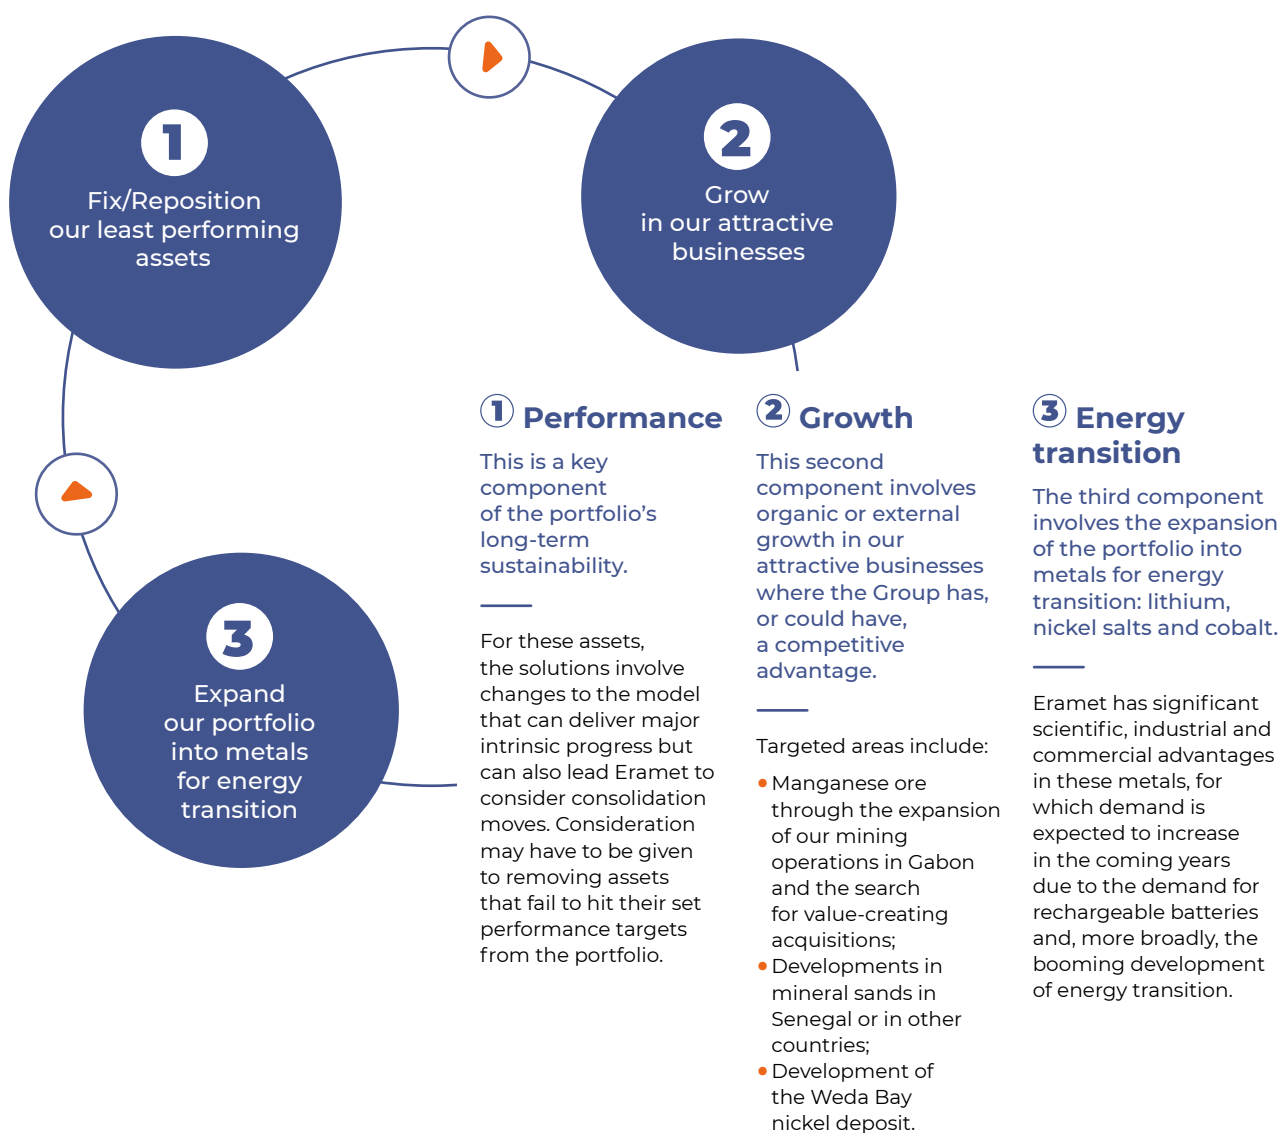 1
Fix/Reposition
our least performing
assets
2
Grow
in our attractive
businesses
3
Expand
our portfolio
into metals
for energy
transition
1 Performance
This is a key
component
of the portfolio’s
long-term
sustainability.
For these assets,
the solutions involve
changes to the model
that can deliver major
intrinsic progress but
can also lead Eramet to
consider consolidation
moves. Consideration
may have to be given
to removing assets
that fail to hit their set
performance targets
from the portfolio.
2 Growth
This second
component involves
organic or external
growth in our
attractive businesses
where the Group has,
or could have,
a competitive
advantage.
Targeted areas include:
• Manganese ore
through the expansion
of our mining
operations in Gabon
and the search
for value-creating
acquisitions;
• Developments in
mineral sands in
Senegal or in other
countries;
• Development of
the Weda Bay
nickel deposit.
3 Energy
transition
The third component
involves the expansion
of the portfolio into
metals for energy
transition: lithium,
nickel salts and cobalt.
Eramet has significant
scientific, industrial and
commercial advantages
in these metals, for
which demand is
expected to increase
in the coming years
due to the demand for
rechargeable batteries
and, more broadly, the
booming development
of energy transition.